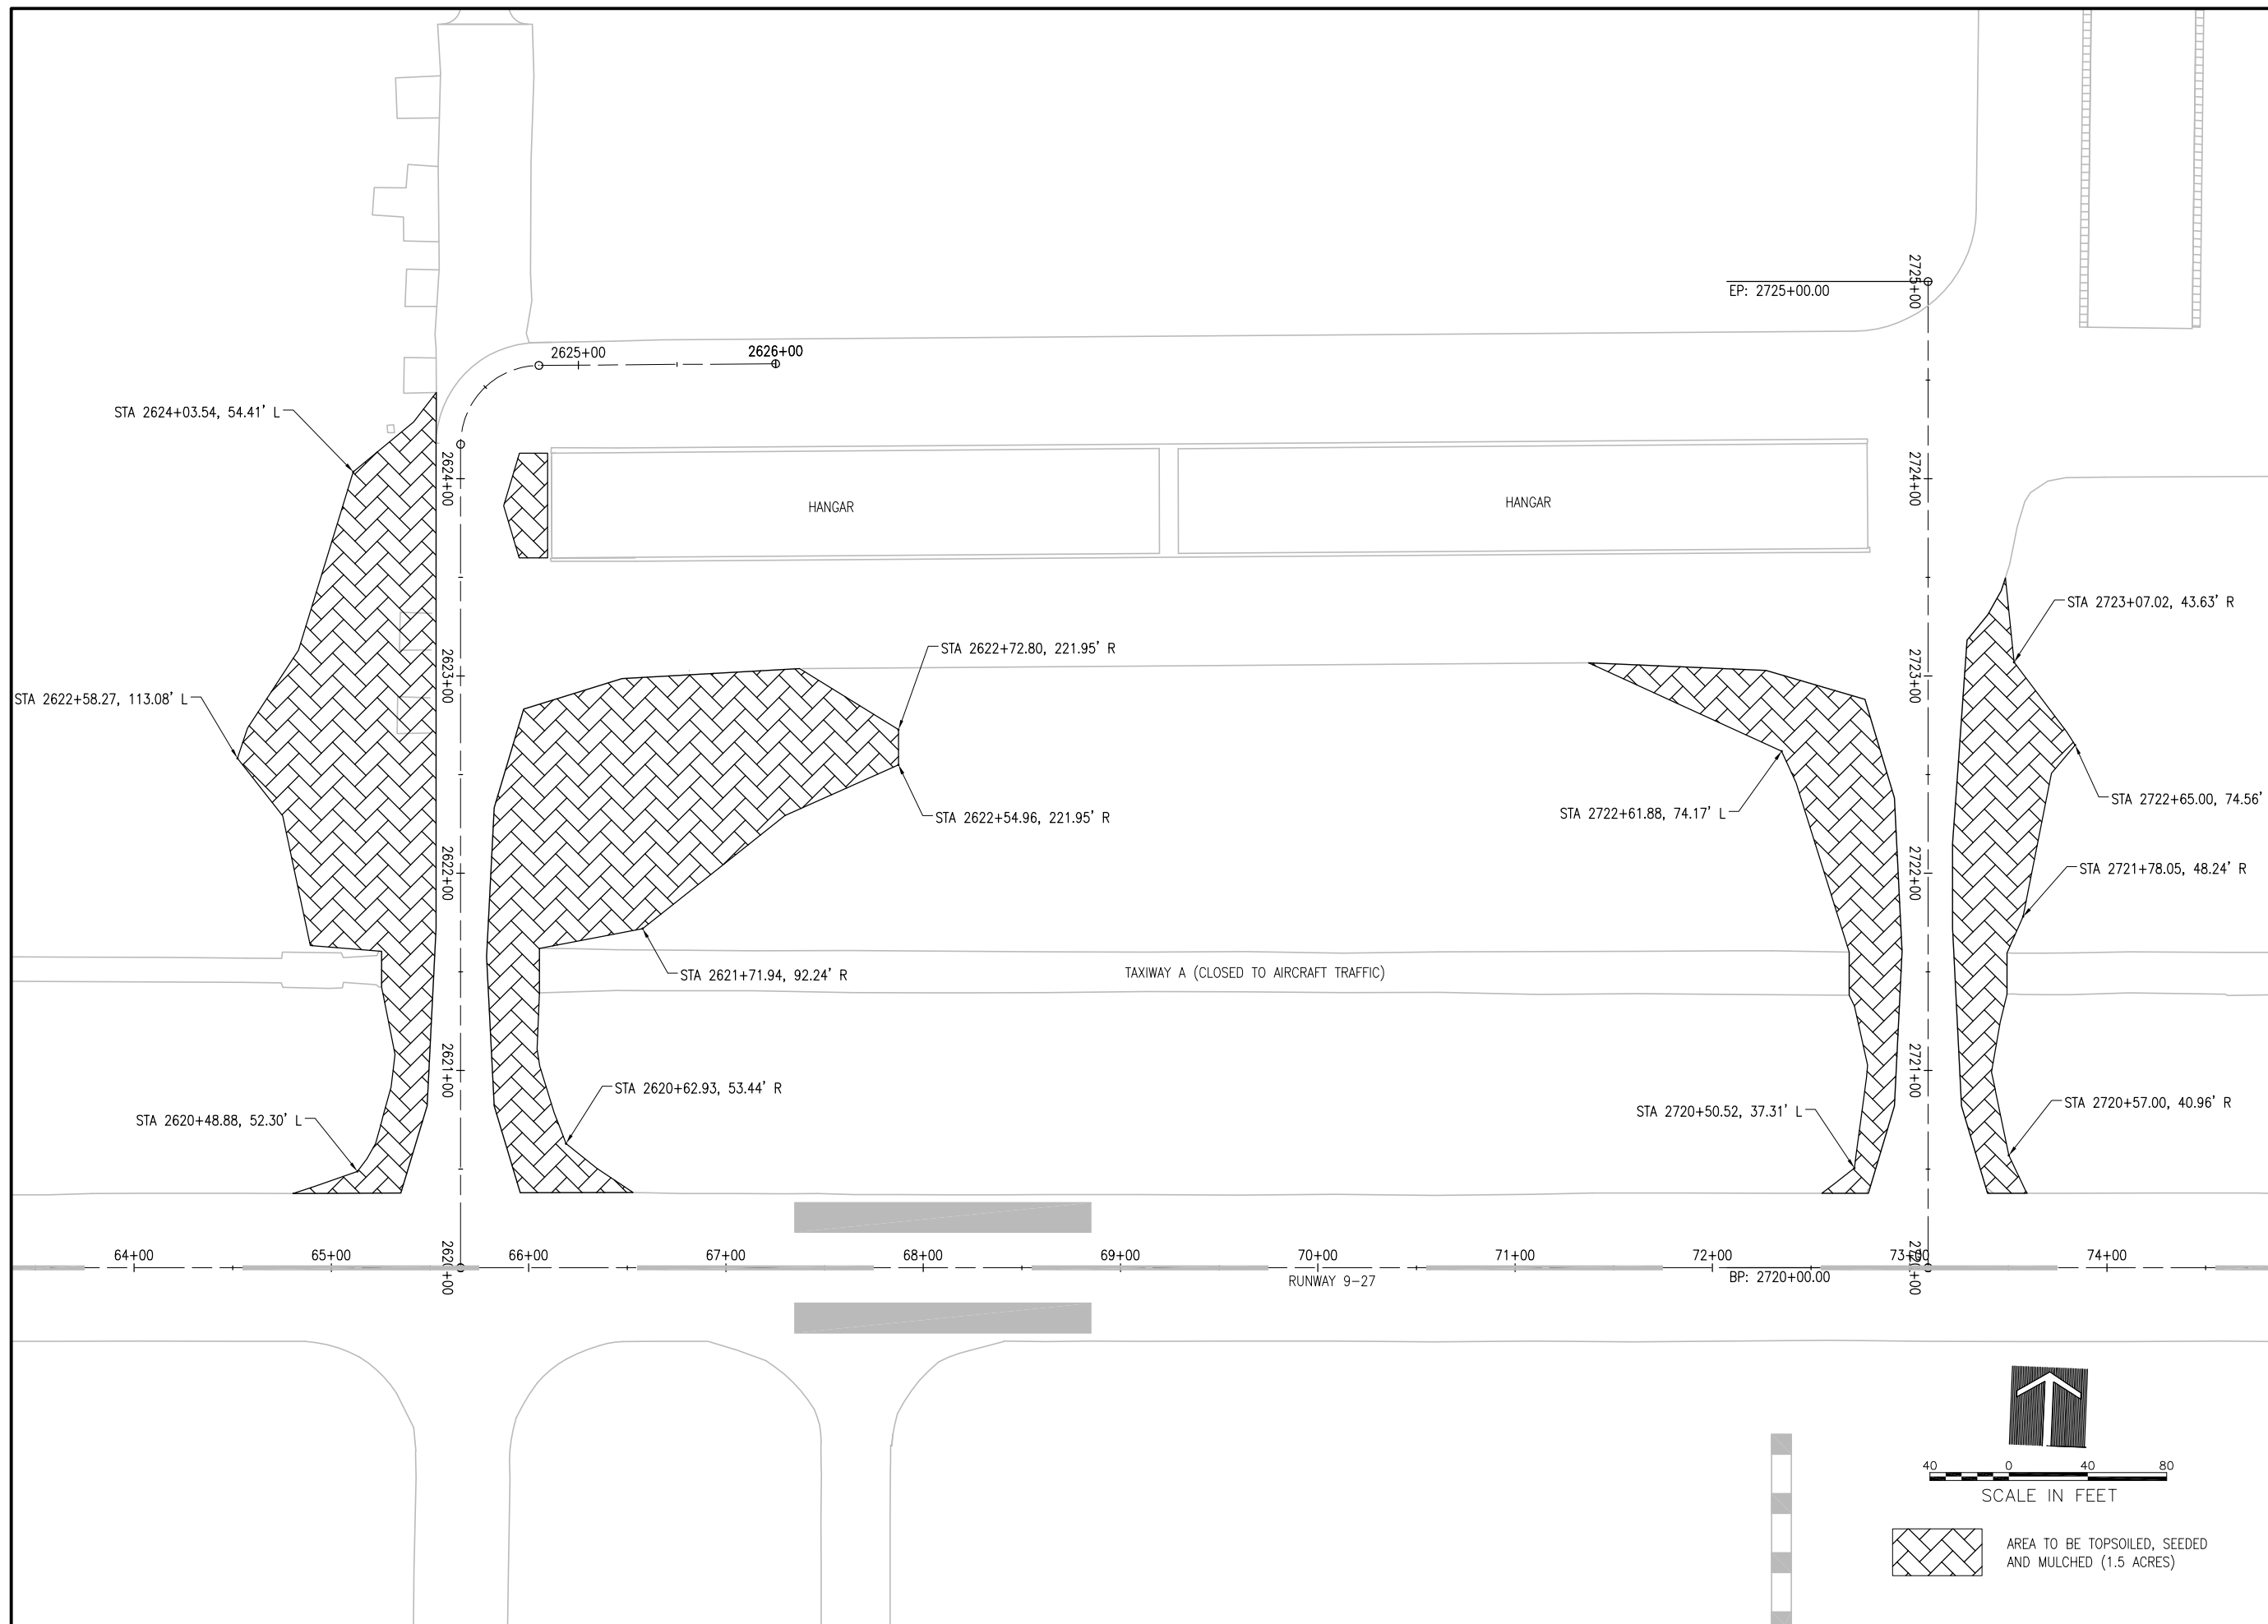 2725+00
EP: 2725+00.00
2625+00
2626+00
STA 2624+03.54, 54.41' L
2624+00
HANGAR
HANGAR
2724+00
STA 2723+07.02, 43.63' R
STA 2622+72.80, 221.95' R
2623+00
2723+00
STA 2622+58.27, 113.08' L
STA 2622+54.96, 221.95' R
STA 2722+61.88, 74.17' L
STA 2722+65.00, 74.56'
2622+00
2722+00
STA 2721+78.05, 48.24' R
STA 2621+71.94, 92.24' R
TAXIWAY A (CLOSED TO AIRCRAFT TRAFFIC)
2621+00
2721+00
STA 2620+62.93, 53.44' R
STA 2620+48.88, 52.30' L
STA 2720+50.52, 37.31' L
STA 2720+57.00, 40.96' R
64+00
65+00
2620+00
66+00
67+00
68+00
69+00
70+00
71+00
72+00
73+00
2720+00
74+00
RUNWAY 9-27
BP: 2720+00.00
40 0 40 80
SCALE IN FEET
AREA TO BE TOPSOILED, SEEDED
AND MULCHED (1.5 ACRES)